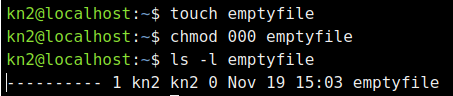 kn2@localhost:~$ touch emptyfile
kn2@localhost:~$ chmod 000 emptyfile
kn2@localhost:~$ ls -l emptyfile
---------- 1 kn2 kn2 0 Nov 19 15:03 emptyfile